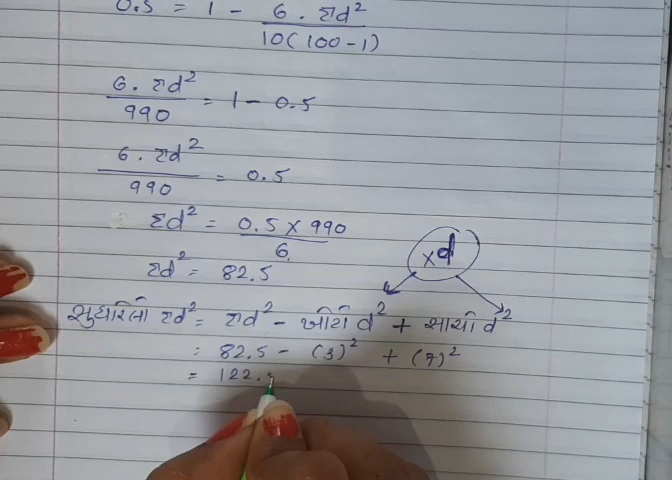 0.5 = 1 - 6 . Σd² / 10(100-1)
6 . Σd² / 990 = 1 - 0.5
6 . Σd² / 990 = 0.5
Σd² = 0.5 x 990 / 6
Σd² = 82.5
xd
સુધારેલી Σd² = Σd² - ખોટી d² + સાચી d²
= 82.5 - (3)² + (7)²
= 122.